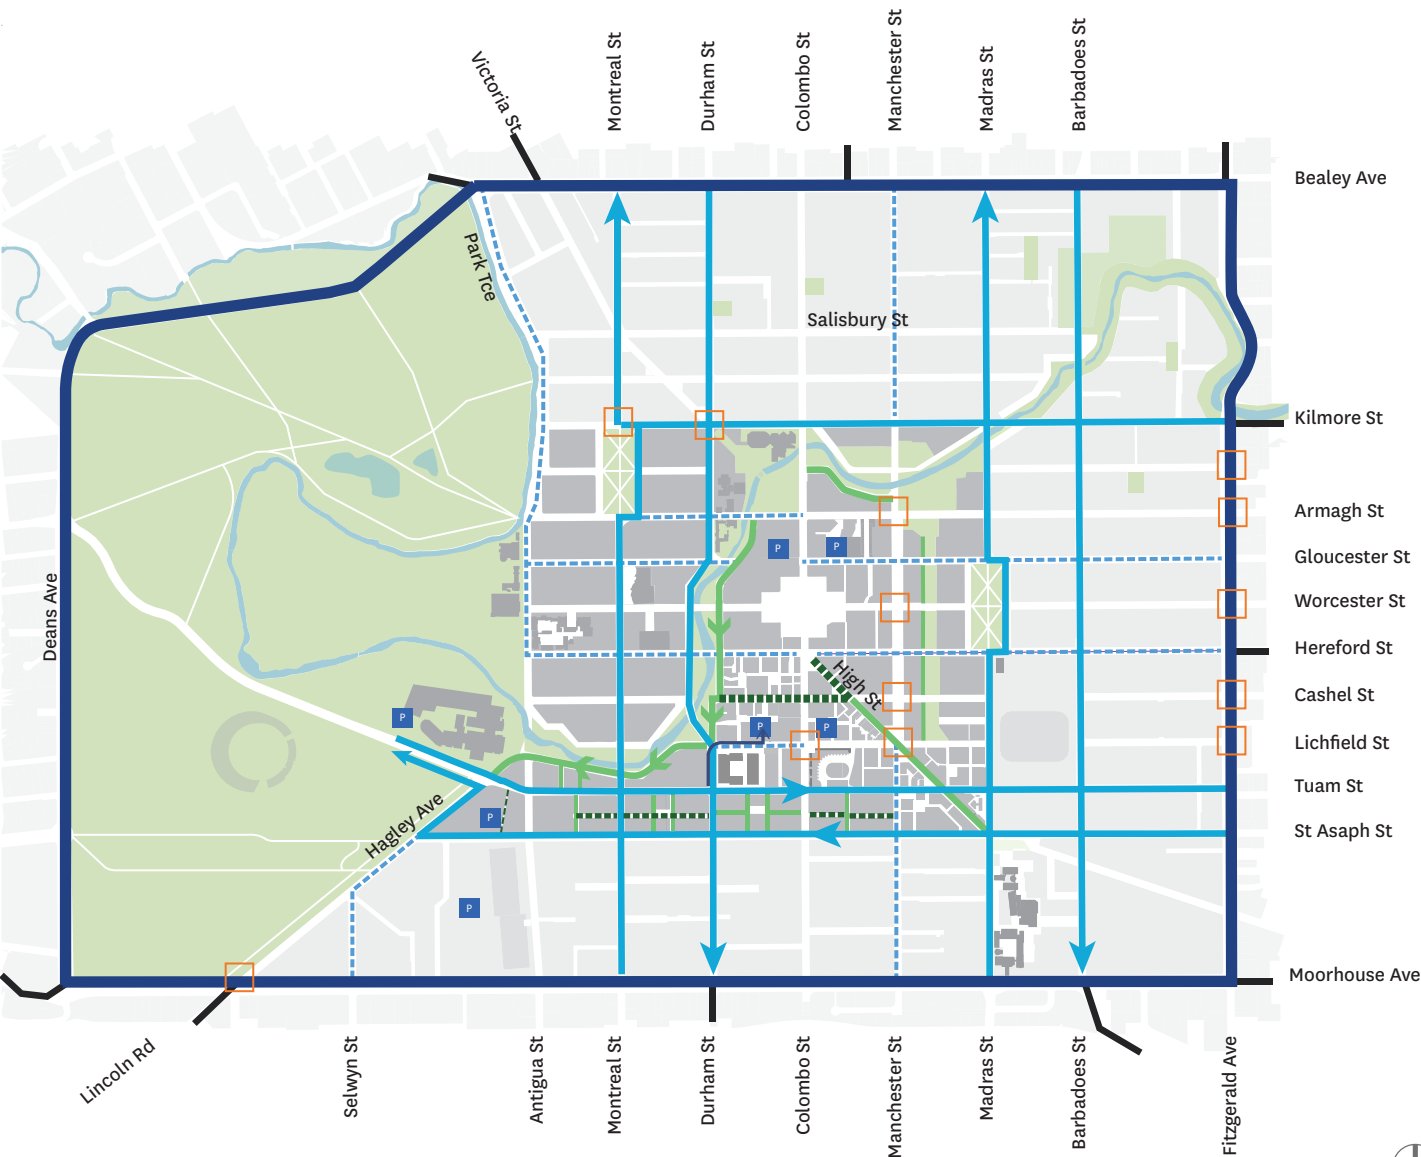 Victoria St
Montreal St
Durham St
Colombo St
Manchester St
Madras St
Barbadoes St
Bealey Ave
Park Tce
Salisbury St
Kilmore St
Armagh St
P
P
Gloucester St
Deans Ave
Worcester St
Hereford St
High St
Cashel St
P
P
P
Lichfield St
Tuam St
Hagley Ave
P
St Asaph St
P
Moorhouse Ave
Lincoln Rd
Selwyn St
Antigua St
Montreal St
Durham St
Colombo St
Manchester St
Madras St
Barbadoes St
Fitzgerald Ave